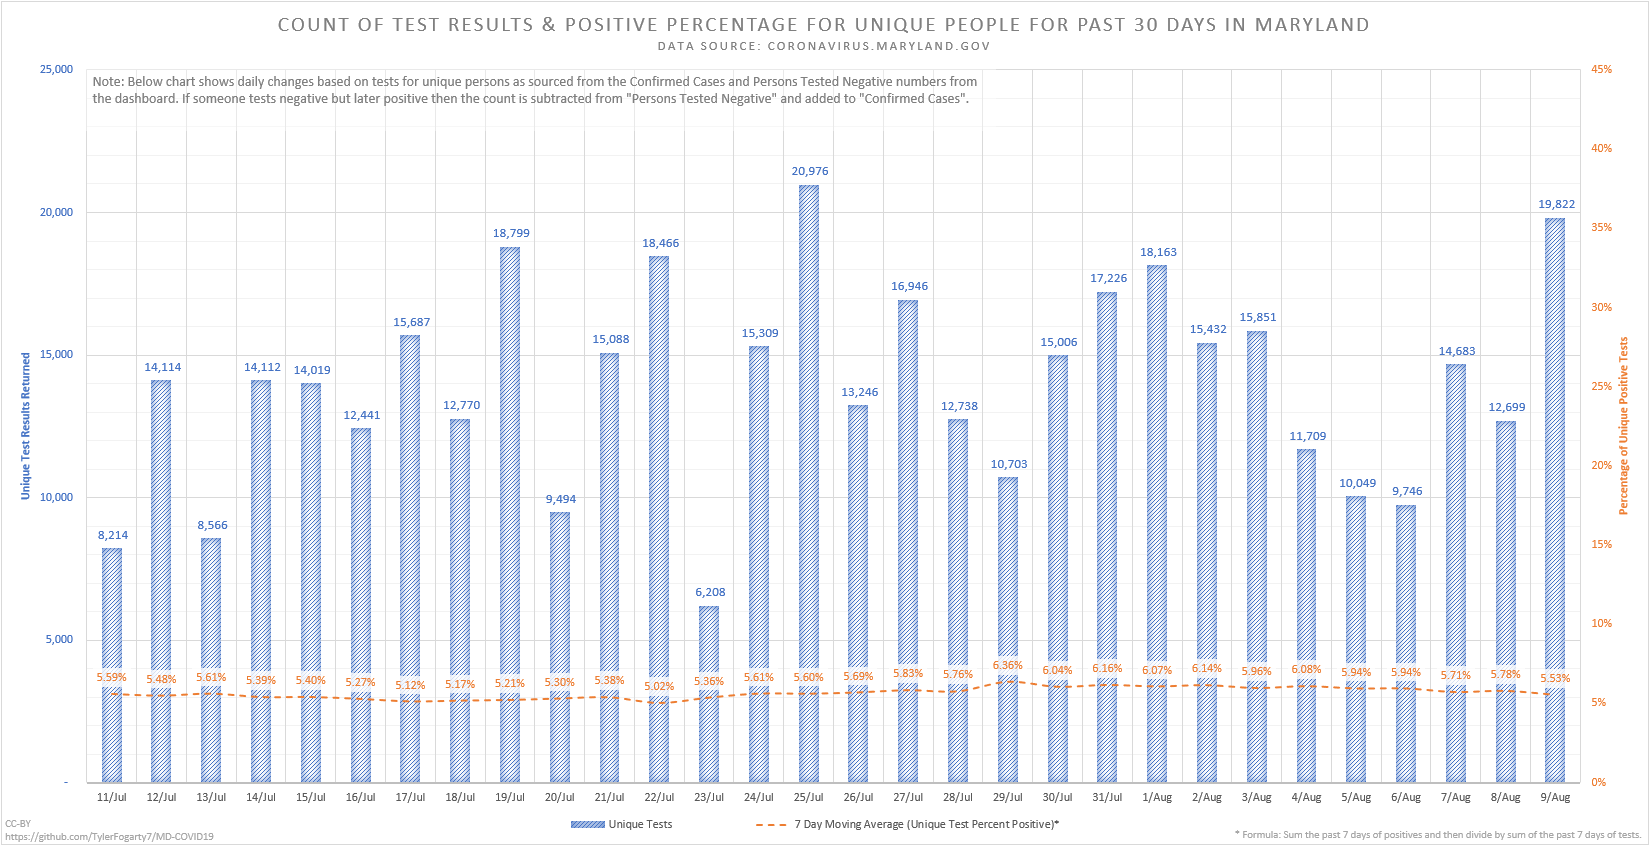 COUNT OF TEST RESULTS & POSITIVE PERCENTAGE FOR UNIQUE PEOPLE FOR PAST 30 DAYS IN MARYLAND
DATA SOURCE: CORONAVIRUS.MARYLAND.GOV
Note: Below chart shows daily changes based on tests for unique persons as sourced from the Confirmed Cases and Persons Tested Negative numbers from
the dashboard. If someone tests negative but later positive then the count is subtracted from "Persons Tested Negative" and added to "Confirmed Cases".
Unique Test Results Returned
25,000
20,000
15,000
10,000
5,000
-
8,214
14,114
8,566
14,112
14,019
12,441
15,687
12,770
18,799
9,494
15,088
18,466
6,208
15,309
20,976
13,246
16,946
12,738
10,703
15,006
17,226
18,163
15,432
15,851
11,709
10,049
9,746
14,683
12,699
19,822
5.59%
5.48%
5.61%
5.39%
5.40%
5.27%
5.12%
5.17%
5.21%
5.30%
5.38%
5.02%
5.36%
5.61%
5.60%
5.69%
5.83%
5.76%
6.36%
6.04%
6.16%
6.07%
6.14%
5.96%
6.08%
5.94%
5.94%
5.71%
5.78%
5.53%
45%
40%
35%
30%
25%
20%
15%
10%
5%
0%
Percentage of Unique Positive Tests
11/Jul
12/Jul
13/Jul
14/Jul
15/Jul
16/Jul
17/Jul
18/Jul
19/Jul
20/Jul
21/Jul
22/Jul
23/Jul
24/Jul
25/Jul
26/Jul
27/Jul
28/Jul
29/Jul
30/Jul
31/Jul
1/Aug
2/Aug
3/Aug
4/Aug
5/Aug
6/Aug
7/Aug
8/Aug
9/Aug
Unique Tests
7 Day Moving Average (Unique Test Percent Positive)*
CC-BY
https://github.com/TylerFogarty7/MD-COVID19
* Formula: Sum the past 7 days of positives and then divide by sum of the past 7 days of tests.